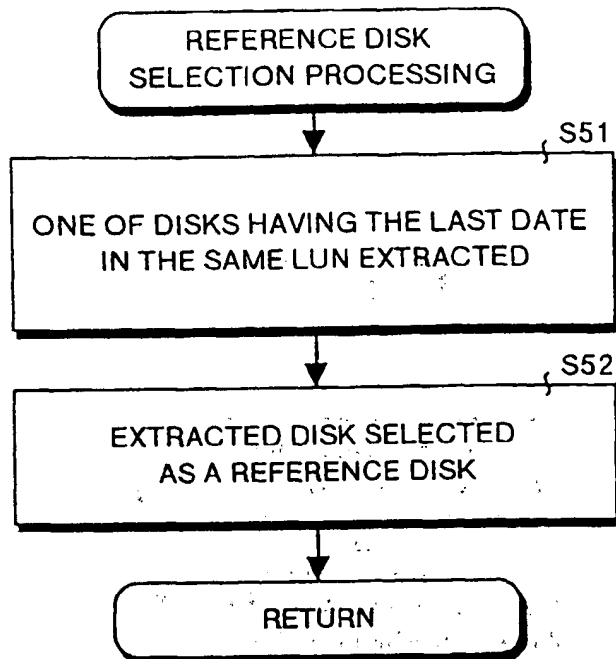 REFERENCE DISK
SELECTION PROCESSING
S51
ONE OF DISKS HAVING THE LAST DATE
IN THE SAME LUN EXTRACTED
S52
EXTRACTED DISK SELECTED
AS A REFERENCE DISK
RETURN